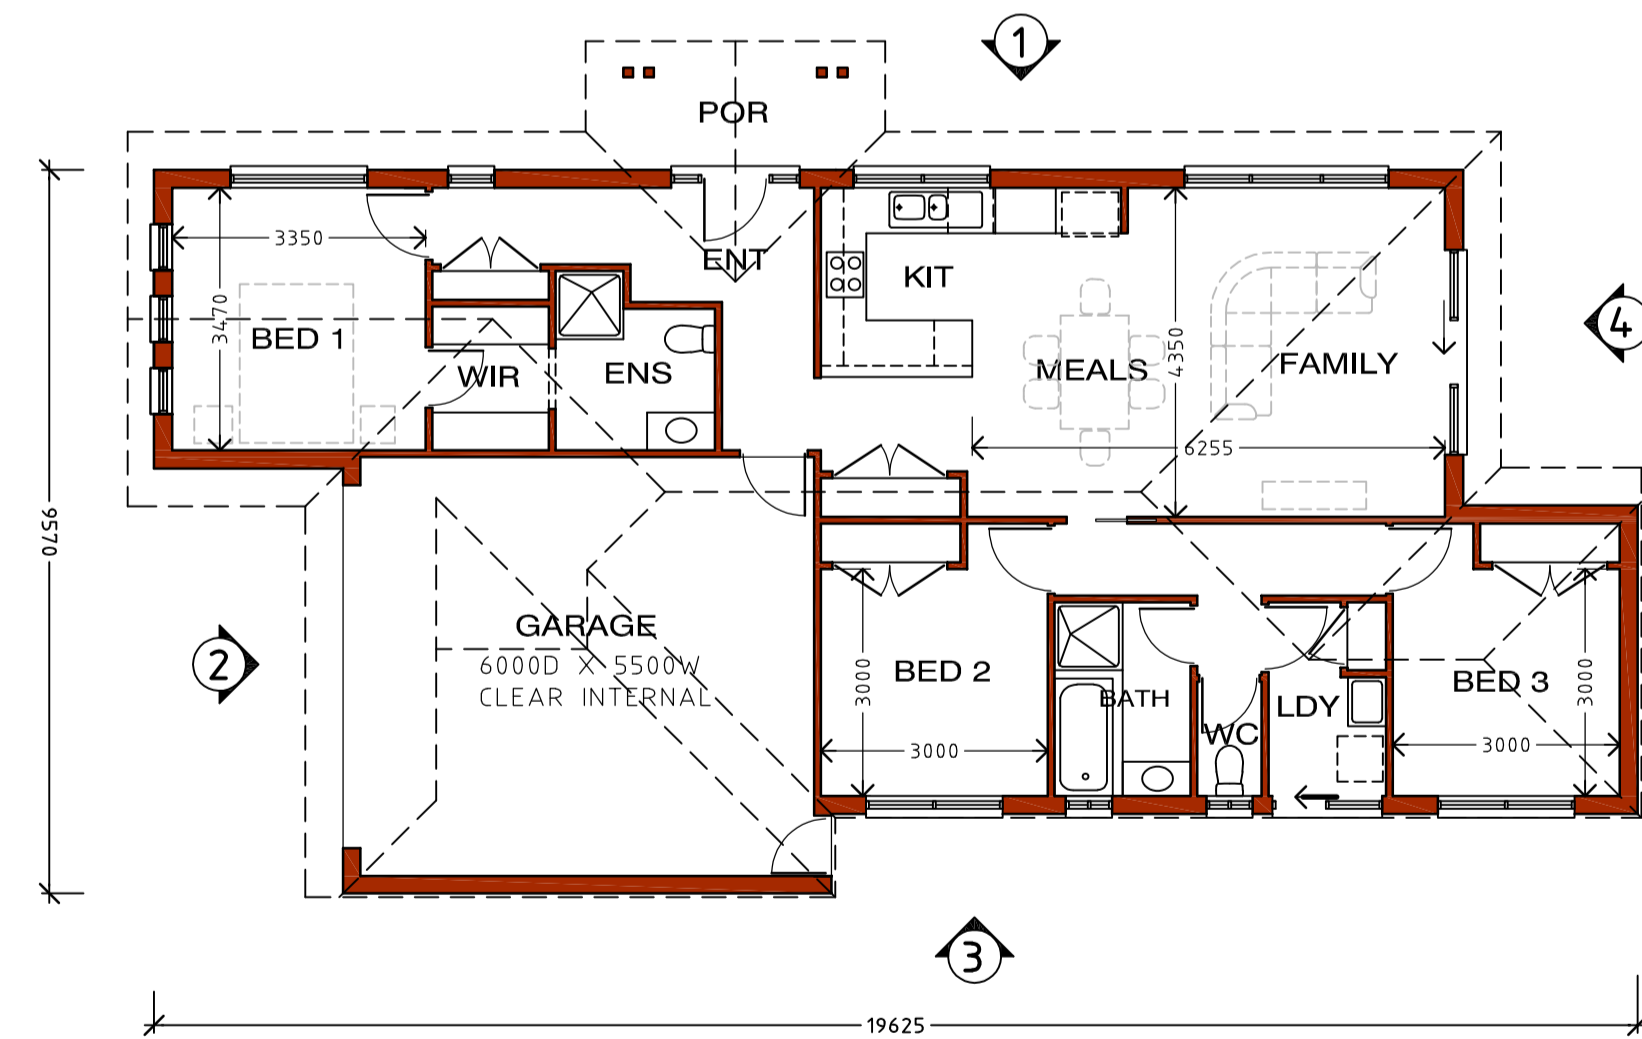 1
POR
3350
ENT
KIT
3470
BED 1
WIR
ENS
MEALS
4350
FAMILY
4
6255
9570
GARAGE
6000D X 5500W
CLEAR INTERNAL
2
BED 2
3000
3000
BATH
WC
LDY
BED 3
3000
3000
3
19625